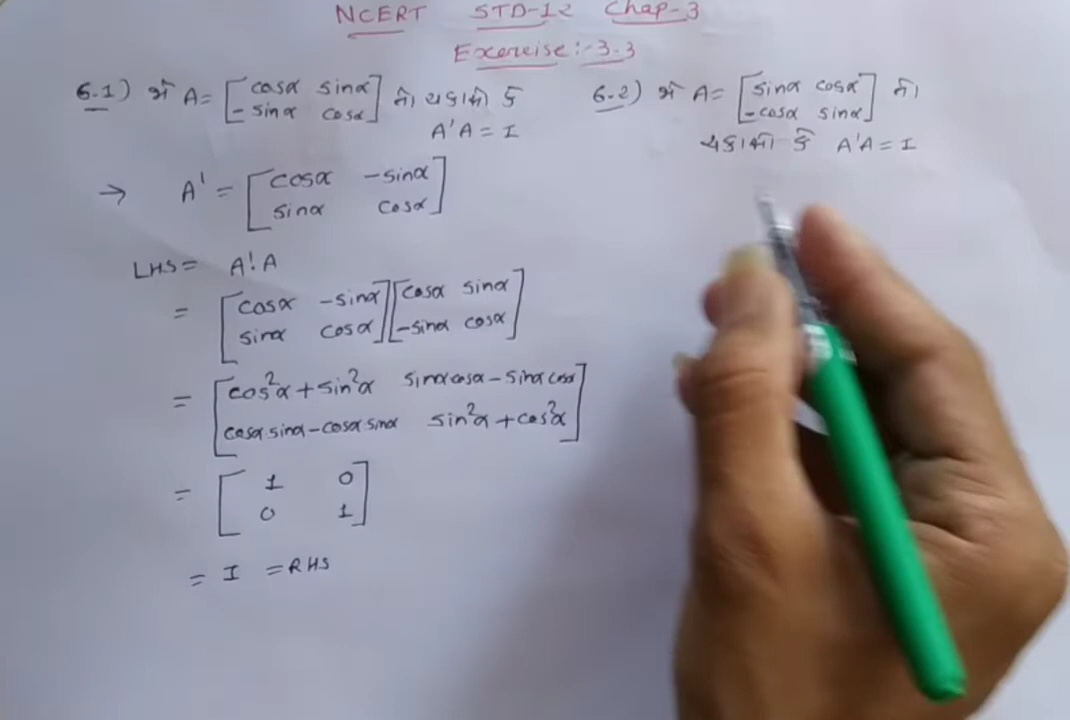 NCERT STD-12 Chap-3
Exercise:-3.3
6.1) જો A= [cosα sinα
-sinα cosα] તો ચકાસો કે
A'A = I
→ A' = [cosα -sinα
sinα cosα]
LHS= A'A
= [cosα -sinα] [cosα sinα]
[sinα cosα] [-sinα cosα]
= [cos²α+sin²α sinαcosα-sinαcosα
cosαsinα-cosαsinα sin²α+cos²α]
= [1 0
0 1]
= I =RHS
6.2) જો A= [sinα cosα
-cosα sinα] તો
ચકાસો કે A'A = I